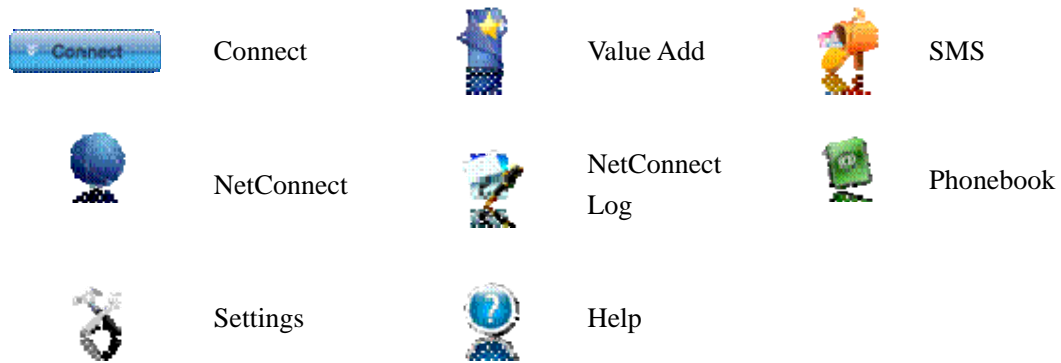 Connect
Connect
Value Add
SMS
NetConnect
NetConnect
Log
@
Phonebook
Settings
?
Help